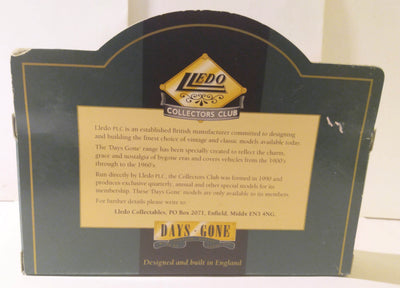 LLEDO
COLLECTORS CLUB
Lledo PLC is an established British manufacturer committed to designing
and building the finest choice of vintage and classic models available today.
The 'Days Gone' range has been specially created to reflect the charm,
grace and nostalgia of bygone eras and covers vehicles from the 1900's
through to the 1960's.
Run directly by Lledo PLC, the Collectors Club was formed in 1990 and
produces exclusive quarterly, annual and other special models for its
membership. These 'Days Gone' models are only available to its members.
For further details please write to:
Lledo Collectables, PO Box 2071, Enfield, Middx EN3 4NG.
DAYS GONE
Designed and built in England